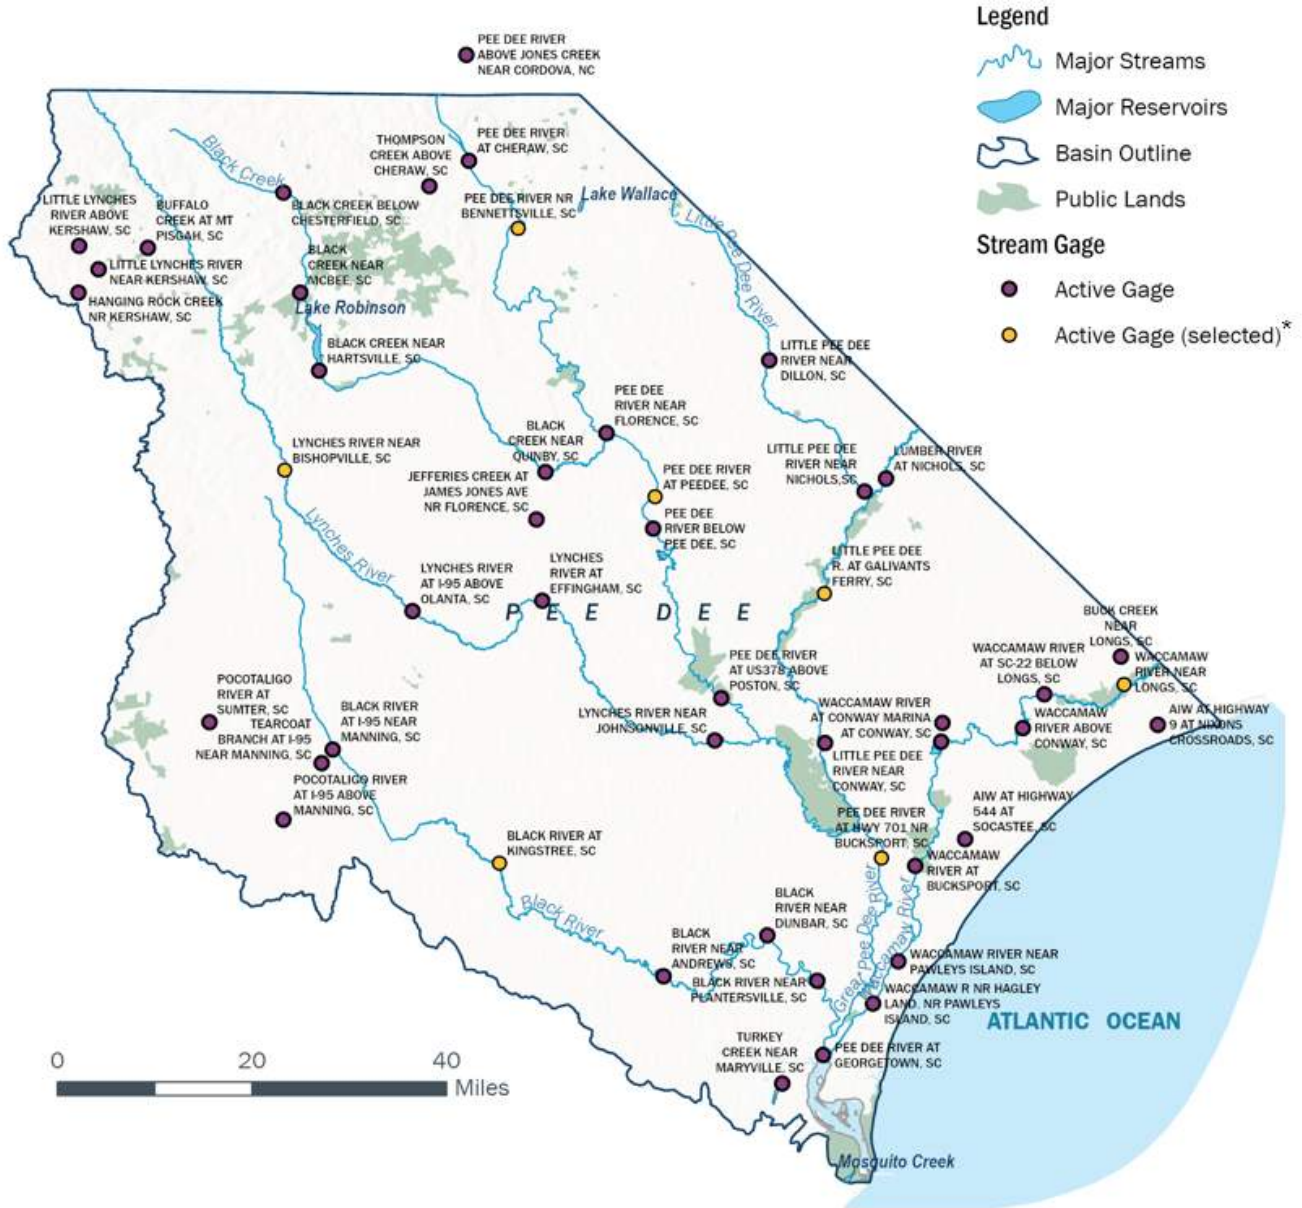 Legend
Major Streams
Major Reservoirs
Basin Outline
Public Lands
Stream Gage
Active Gage
Active Gage (selected)*
PEE DEE RIVER
ABOVE JONES CREEK
NEAR CORDOVA, NC
THOMPSON
CREEK ABOVE
CHERAW, SC
PEE DEE RIVER
AT CHERAW, SC
Black Creek
PEE DEE RIVER NR
BENNETTSVILLE, SC
Lake Wallace
Little Pee Dee River
LITTLE LYNCHES
RIVER ABOVE
KERSHAW, SC
BUFFALO
CREEK AT MT
PISGAH, SC
BLACK CREEK BELOW
CHESTERFIELD, SC
LITTLE LYNCHES RIVER
NEAR KERSHAW, SC
BLACK
CREEK NEAR
MCBEE, SC
HANGING ROCK CREEK
NR KERSHAW, SC
Lake Robinson
BLACK CREEK NEAR
HARTSVILLE, SC
LITTLE PEE DEE
RIVER NEAR
DILLON, SC
PEE DEE
RIVER NEAR
FLORENCE, SC
LYNCHES RIVER NEAR
BISHOPVILLE, SC
BLACK
CREEK NEAR
QUINBY, SC
LITTLE PEE DEE
RIVER NEAR
NICHOLS,SC
LUMBER RIVER
AT NICHOLS, SC
JEFFERIES CREEK AT
JAMES JONES AVE
NR FLORENCE, SC
PEE DEE RIVER
AT PEEDEE, SC
PEE DEE
RIVER BELOW
PEE DEE, SC
Lynches River
LYNCHES RIVER
AT I-95 ABOVE
OLANTA, SC
LYNCHES
RIVER AT
EFFINGHAM, SC
LITTLE PEE DEE
R. AT GALIVANTS
FERRY, SC
PEE DEE
BUCK CREEK
NEAR
LONGS, SC
WACCAMAW RIVER
AT SC-22 BELOW
LONGS, SC
WACCAMAW
RIVER NEAR
LONGS, SC
PEE DEE RIVER
AT US378 ABOVE
POSTON, SC
POCOTALIGO
RIVER AT
SUMTER, SC
TEARCOAT
BRANCH AT I-95
NEAR MANNING, SC
BLACK RIVER
AT I-95 NEAR
MANNING, SC
LYNCHES RIVER NEAR
JOHNSONVILLE, SC
WACCAMAW RIVER
AT CONWAY MARINA
AT CONWAY, SC
WACCAMAW
RIVER ABOVE
CONWAY, SC
AIW AT HIGHWAY
9 AT NIXONS
CROSSROADS, SC
LITTLE PEE DEE
RIVER NEAR
CONWAY, SC
POCOTALIGO RIVER
AT I-95 ABOVE
MANNING, SC
PEE DEE RIVER
AT HWY 701 NR
BUCKSPORT, SC
AIW AT HIGHWAY
544 AT
SOCASTEE, SC
BLACK RIVER AT
KINGSTREE, SC
WACCAMAW
RIVER AT
BUCKSPORT, SC
Black River
BLACK
RIVER NEAR
DUNBAR, SC
Great Pee Dee River
Waccamaw River
BLACK
RIVER NEAR
ANDREWS, SC
BLACK RIVER NEAR
PLANTERSVILLE, SC
WACCAMAW RIVER NEAR
PAWLEYS ISLAND, SC
WACCAMAW R NR HAGLEY
LAND. NR PAWLEYS
ISLAND, SC
ATLANTIC OCEAN
TURKEY
CREEK NEAR
MARYVILLE, SC
PEE DEE RIVER AT
GEORGETOWN, SC
0 20 40
Miles
Mosquito Creek